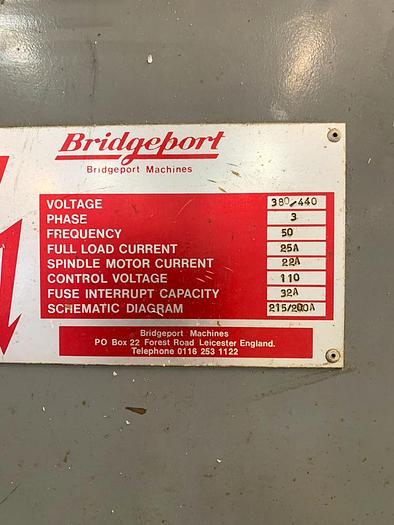 Bridgeport
Bridgeport Machines
VOLTAGE 380/440
PHASE 3
FREQUENCY 50
FULL LOAD CURRENT 25A
SPINDLE MOTOR CURRENT 22A
CONTROL VOLTAGE 110
FUSE INTERRUPT CAPACITY 32A
SCHEMATIC DIAGRAM 215/200A
Bridgeport Machines
PO Box 22 Forest Road Leicester England.
Telephone 0116 253 1122